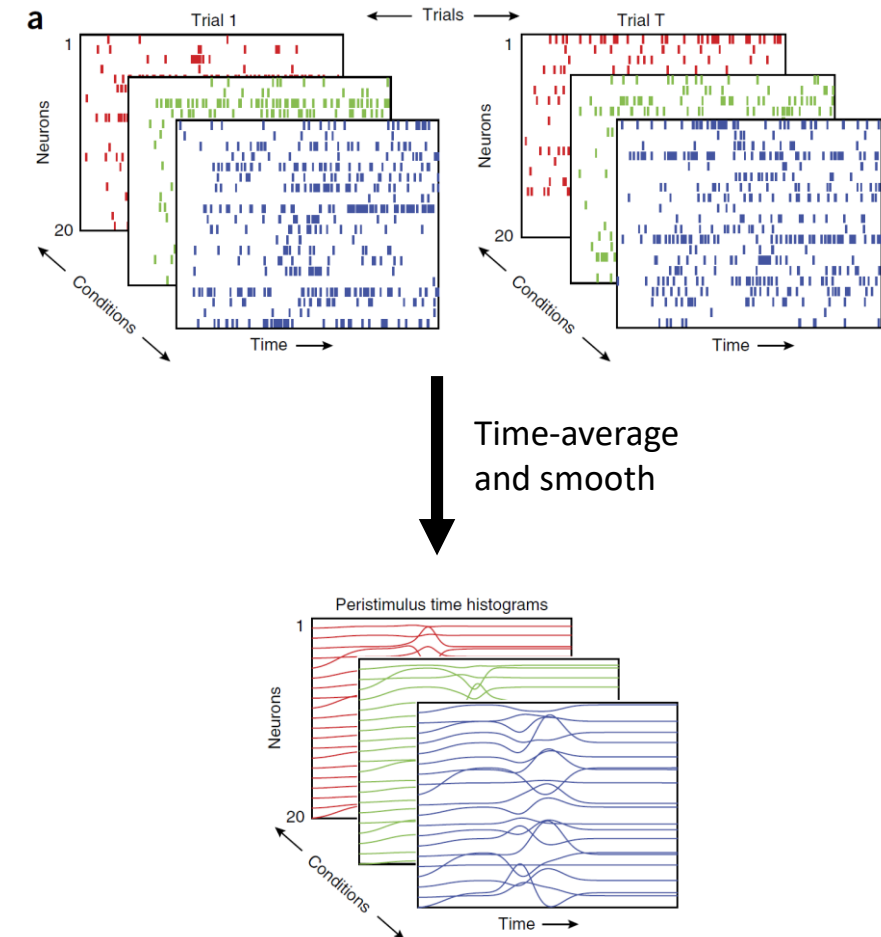 a
Trial 1
Trials
Trial T
1
Neurons
20
Conditions
Time
1
Neurons
20
Conditions
Time
Time-average
and smooth
Peristimulus time histograms
1
Neurons
20
Conditions
Time